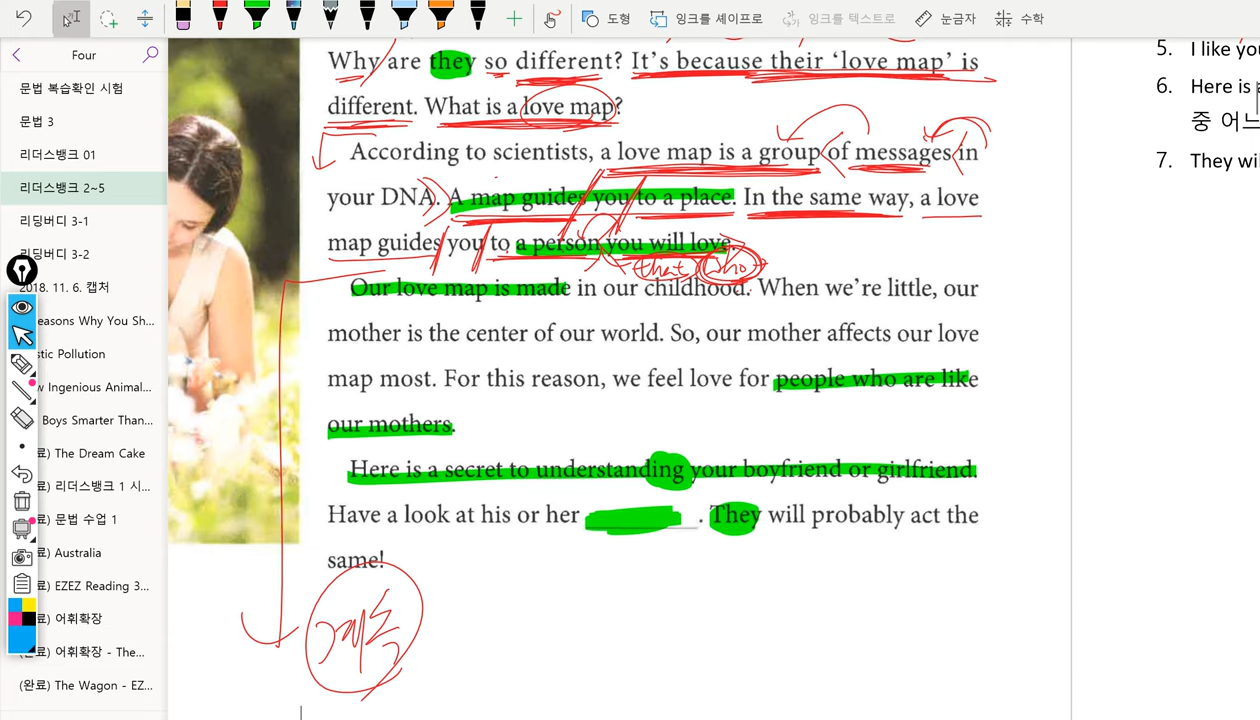 도형
잉크를 셰이프로
잉크를 텍스트로
눈금자
수학
Four
문법 복습확인 시험
문법 3
리더스뱅크 01
리더스뱅크 2~5
리딩버디 3-1
리딩버디 3-2
2018. 11. 6. 캡처
easons Why You Sh...
stic Pollution
w Ingenious Animal...
Boys Smarter Than...
료) The Dream Cake
료) 리더스뱅크 1 시...
료) 문법 수업 1
료) Australia
료) EZEZ Reading 3...
료) 어휘확장
(완료) 어휘확장 - The...
(완료) The Wagon - EZ...
Why are they so different? It's because their 'love map' is
different. What is a love map?
According to scientists, a love map is a group of messages in
your DNA. A map guides you to a place. In the same way, a love
map guides you to a person you will love.
that who
Our love map is made in our childhood. When we're little, our
mother is the center of our world. So, our mother affects our love
map most. For this reason, we feel love for people who are like
our mothers.
Here is a secret to understanding your boyfriend or girlfriend.
Have a look at his or her ______. They will probably act the
same!
계속
5. I like yo
6. Here is
중 어느
7. They wi